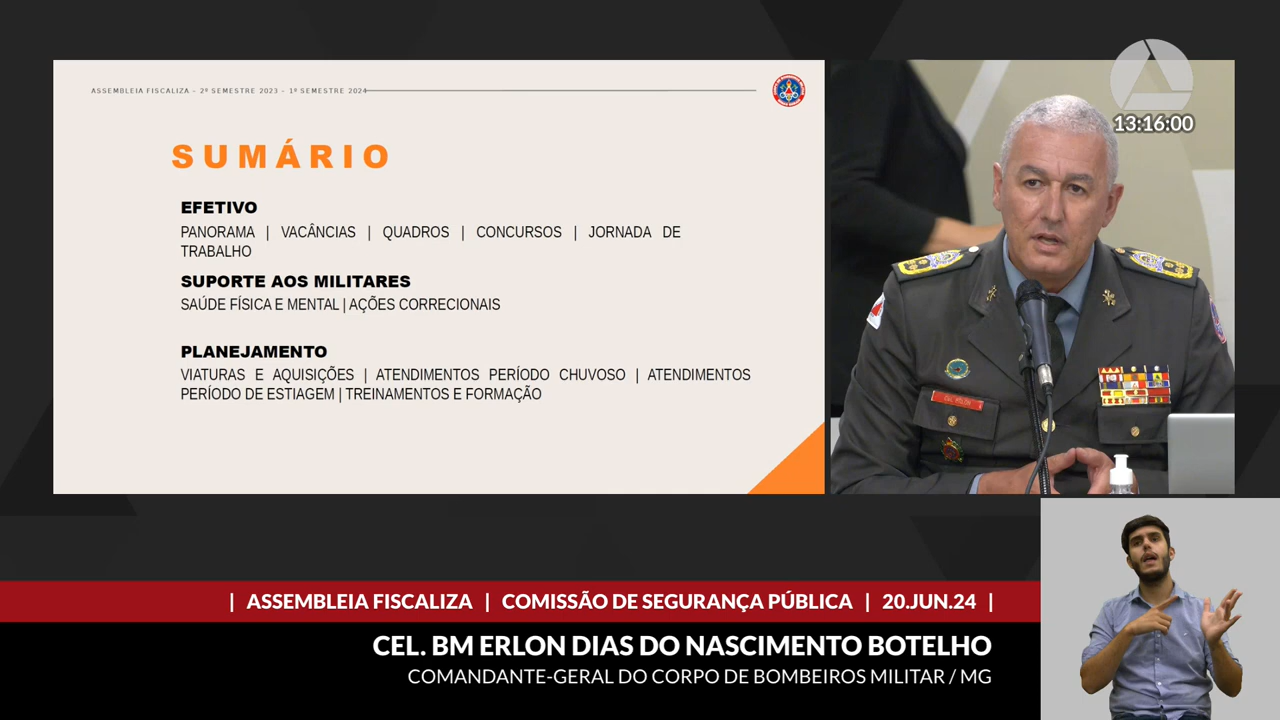 ASSEMBLEIA FISCALIZA - 2º SEMESTRE 2023 - 1º SEMESTRE 2024
SUMÁRIO
EFETIVO
PANORAMA | VACÂNCIAS | QUADROS | CONCURSOS | JORNADA DE
TRABALHO
SUPORTE AOS MILITARES
SAÚDE FÍSICA E MENTAL | AÇÕES CORRECIONAIS
PLANEJAMENTO
VIATURAS E AQUISIÇÕES | ATENDIMENTOS PERÍODO CHUVOSO | ATENDIMENTOS
PERÍODO DE ESTIAGEM | TREINAMENTOS E FORMAÇÃO
13:16:00
| ASSEMBLEIA FISCALIZA | COMISSÃO DE SEGURANÇA PÚBLICA | 20.JUN.24 |
CEL. BM ERLON DIAS DO NASCIMENTO BOTELHO
COMANDANTE-GERAL DO CORPO DE BOMBEIROS MILITAR / MG